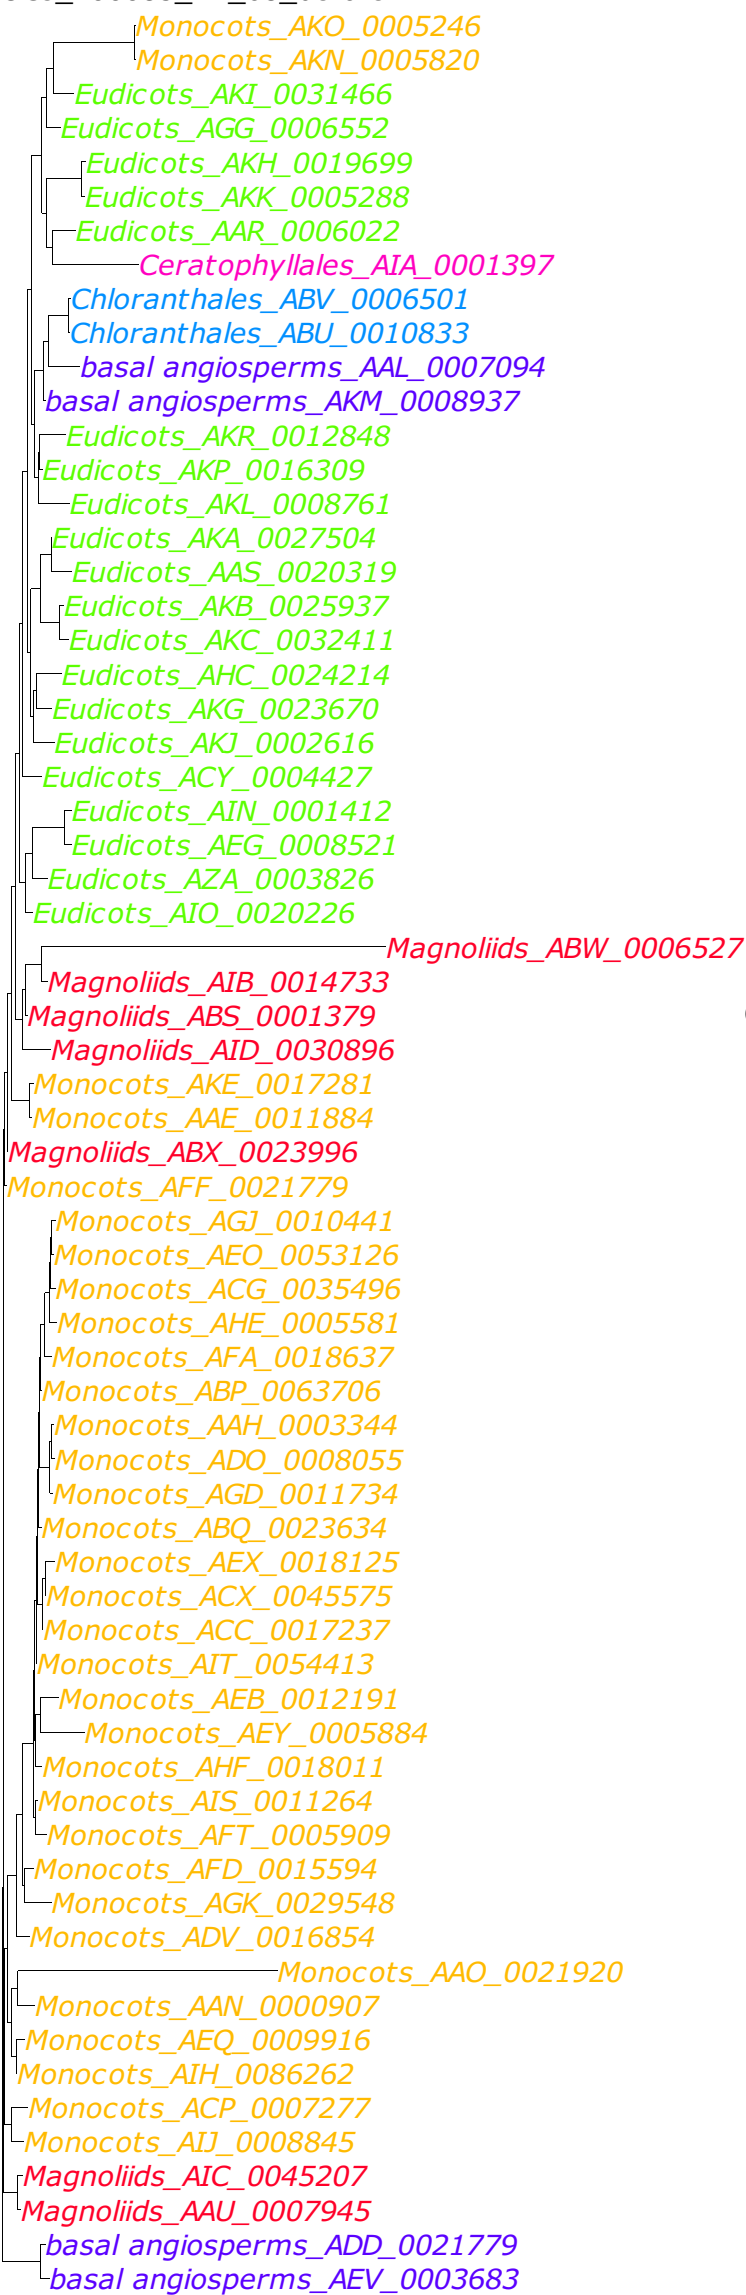 Monocots_AKO_0005246
Monocots_AKN_0005820
Eudicots_AKI_0031466
Eudicots_AGG_0006552
Eudicots_AKH_0019699
Eudicots_AKK_0005288
Eudicots_AAR_0006022
Ceratophyllales_AIA_0001397
Chloranthales_ABV_0006501
Chloranthales_ABU_0010833
basal angiosperms_AAL_0007094
basal angiosperms_AKM_0008937
Eudicots_AKR_0012848
Eudicots_AKP_0016309
Eudicots_AKL_0008761
Eudicots_AKA_0027504
Eudicots_AAS_0020319
Eudicots_AKB_0025937
Eudicots_AKC_0032411
Eudicots_AHC_0024214
Eudicots_AKG_0023670
Eudicots_AKJ_0002616
Eudicots_ACY_0004427
Eudicots_AIN_0001412
Eudicots_AEG_0008521
Eudicots_AZA_0003826
Eudicots_AIO_0020226
Magnoliids_ABW_0006527
Magnoliids_AIB_0014733
Magnoliids_ABS_0001379
Magnoliids_AID_0030896
Monocots_AKE_0017281
Monocots_AAE_0011884
Magnoliids_ABX_0023996
Monocots_AFF_0021779
Monocots_AGJ_0010441
Monocots_AEO_0053126
Monocots_ACG_0035496
Monocots_AHE_0005581
Monocots_AFA_0018637
Monocots_ABP_0063706
Monocots_AAH_0003344
Monocots_ADO_0008055
Monocots_AGD_0011734
Monocots_ABQ_0023634
Monocots_AEX_0018125
Monocots_ACX_0045575
Monocots_ACC_0017237
Monocots_AIT_0054413
Monocots_AEB_0012191
Monocots_AEY_0005884
Monocots_AHF_0018011
Monocots_AIS_0011264
Monocots_AFT_0005909
Monocots_AFD_0015594
Monocots_AGK_0029548
Monocots_ADV_0016854
Monocots_AAO_0021920
Monocots_AAN_0000907
Monocots_AEQ_0009916
Monocots_AIH_0086262
Monocots_ACP_0007277
Monocots_AIJ_0008845
Magnoliids_AIC_0045207
Magnoliids_AAU_0007945
basal angiosperms_ADD_0021779
basal angiosperms_AEV_0003683